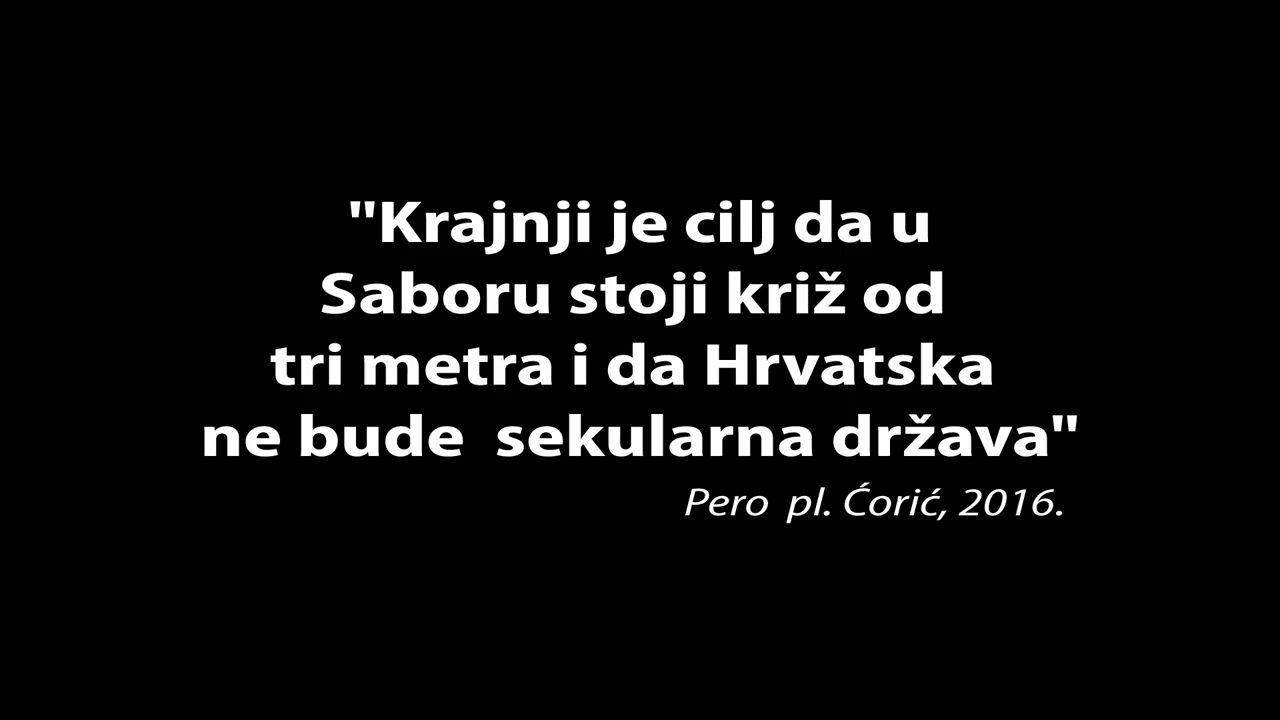 "Krajnji je cilj da u
Saboru stoji križ od
tri metra i da Hrvatska
ne bude  sekularna država"
Pero  pl. Ćorić, 2016.